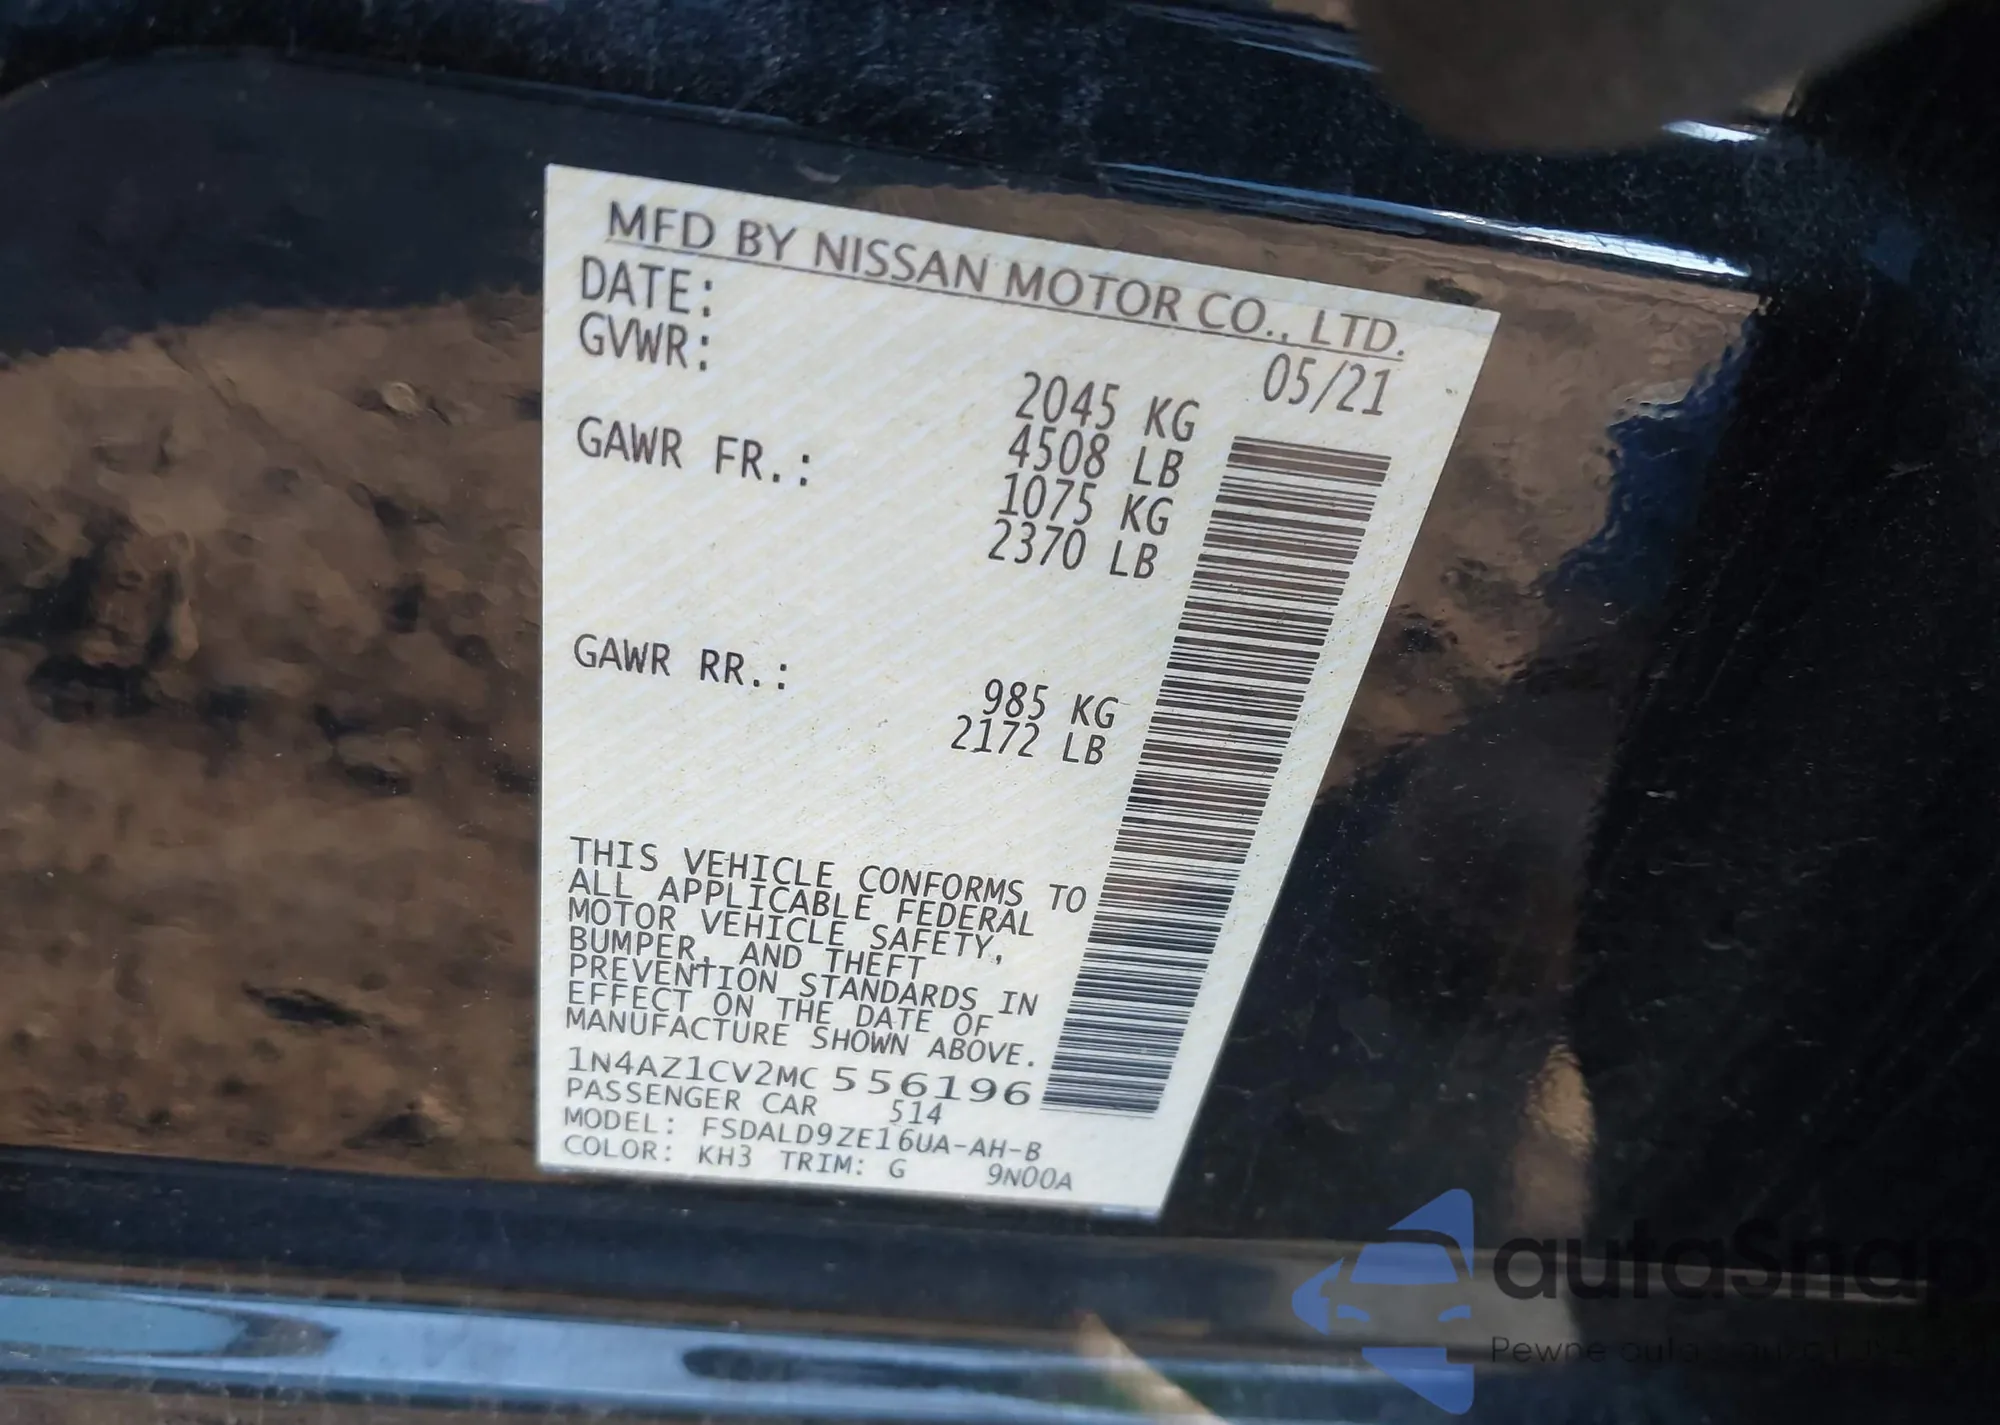 MFD BY NISSAN MOTOR CO., LTD.
DATE: 05/21
GVWR: 2045 KG
4508 LB
GAWR FR.: 1075 KG
2370 LB
GAWR RR.: 985 KG
2172 LB
THIS VEHICLE CONFORMS TO
ALL APPLICABLE FEDERAL
MOTOR VEHICLE SAFETY,
BUMPER, AND THEFT
PREVENTION STANDARDS IN
EFFECT ON THE DATE OF
MANUFACTURE SHOWN ABOVE.
1N4AZ1CV2MC 556196
PASSENGER CAR 514
MODEL: FSDALD9ZE16UA-AH-B
COLOR: KH3 TRIM: G 9N00A
autaSnap
Pewne auta